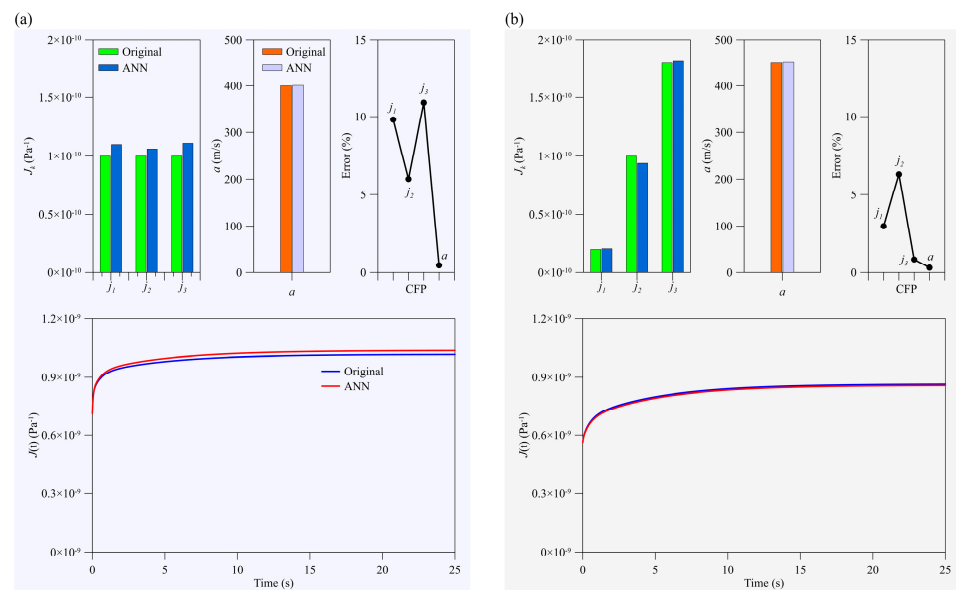 (a)
2×10-10
1.5×10-10
1×10-10
0.5×10-10
0×10-10
Jk (Pa-1)
Original
ANN
j1 j2 j3
500
400
300
200
100
0
a (m/s)
Original
ANN
a
15
10
5
0
Error (%)
j1
j2
j3
a
CFP
1.2×10-9
0.9×10-9
0.6×10-9
0.3×10-9
0×10-9
J(t) (Pa-1)
Original
ANN
0 5 10 15 20 25
Time (s)
(b)
2×10-10
1.5×10-10
1×10-10
0.5×10-10
0×10-10
Jk (Pa-1)
j1 j2 j3
500
400
300
200
100
0
a (m/s)
a
15
10
5
0
Error (%)
j1
j2
j3
a
CFP
1.2×10-9
0.9×10-9
0.6×10-9
0.3×10-9
0×10-9
J(t) (Pa-1)
0 5 10 15 20 25
Time (s)